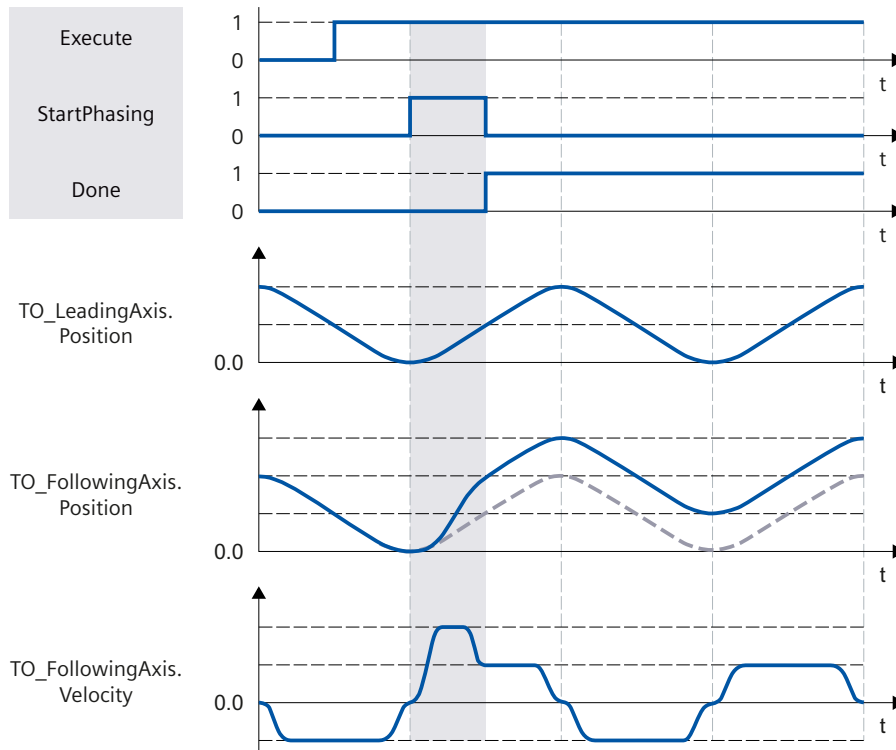 Execute
1
0
t
StartPhasing
1
0
t
Done
1
0
t
TO_LeadingAxis.
Position
0.0
t
TO_FollowingAxis.
Position
0.0
t
TO_FollowingAxis.
Velocity
0.0
t